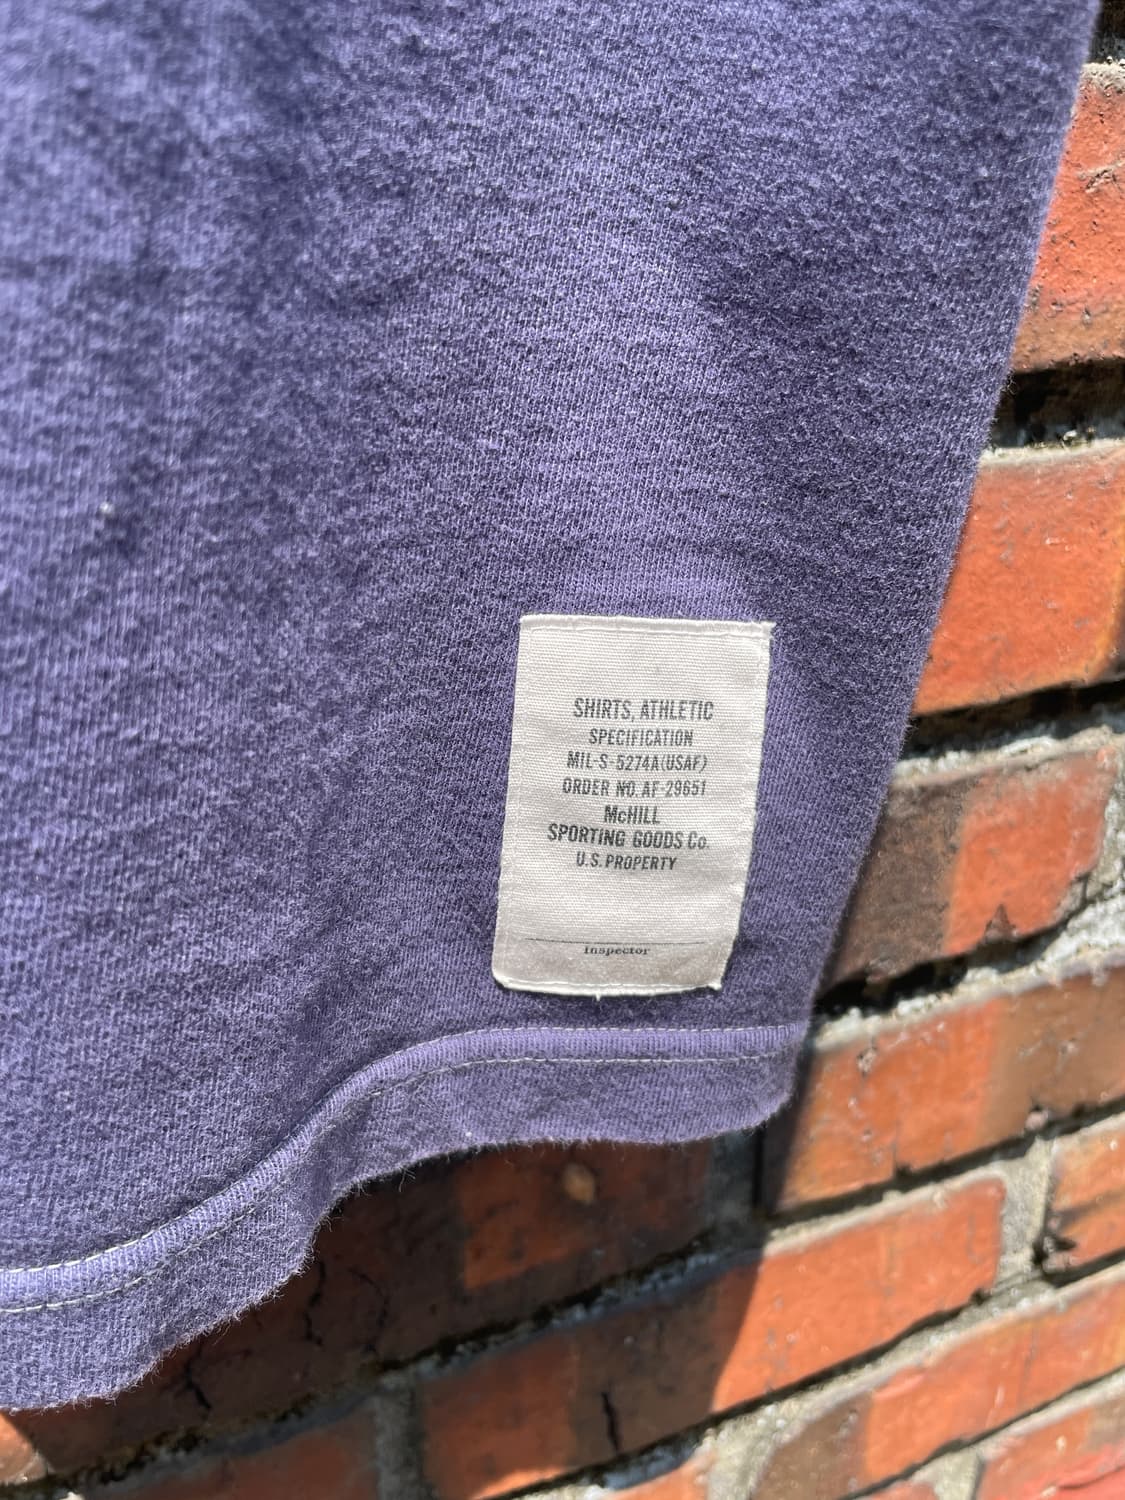 SHIRTS, ATHLETIC
SPECIFICATION
MIL-S-5274A(USAF)
ORDER NO. AF-29651
McHILL
SPORTING GOODS Co.
U.S. PROPERTY
inspector